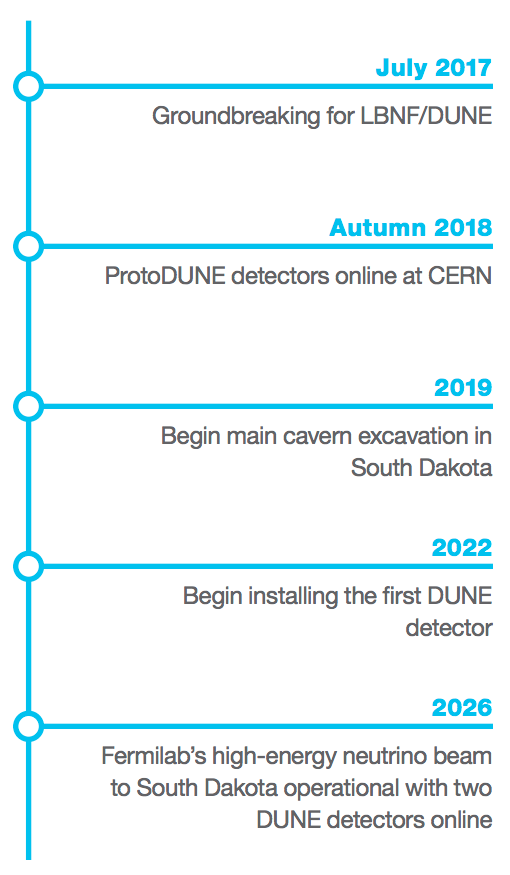 July 2017
Groundbreaking for LBNF/DUNE
Autumn 2018
ProtoDUNE detectors online at CERN
2019
Begin main cavern excavation in
South Dakota
2022
Begin installing the first DUNE
detector
2026
Fermilab’s high-energy neutrino beam
to South Dakota operational with two
DUNE detectors online